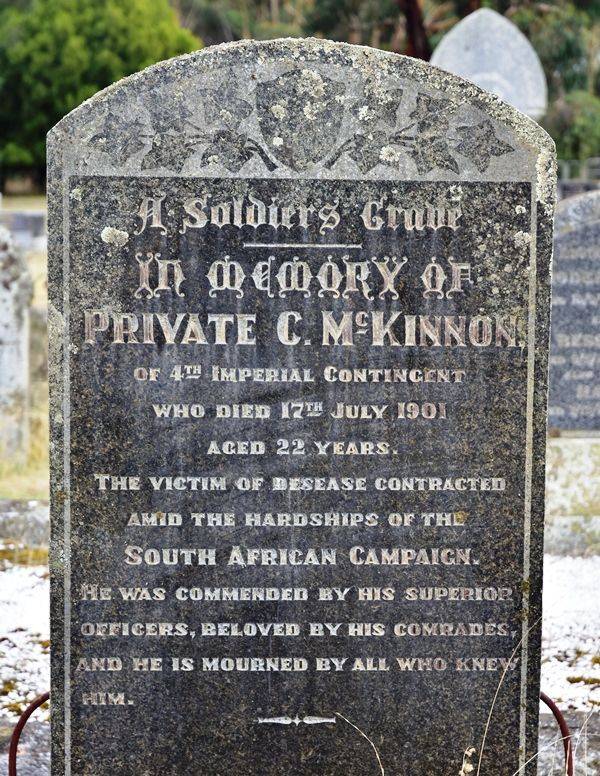 A Soldiers Grave
IN MEMORY OF
PRIVATE C. McKINNON,
OF 4TH IMPERIAL CONTINGENT
WHO DIED 17TH JULY 1901
AGED 22 YEARS.
THE VICTIM OF DESEASE CONTRACTED
AMID THE HARDSHIPS OF THE
SOUTH AFRICAN CAMPAIGN.
HE WAS COMMENDED BY HIS SUPERIOR
OFFICERS, BELOVED BY HIS COMRADES,
AND HE IS MOURNED BY ALL WHO KNEW
HIM.